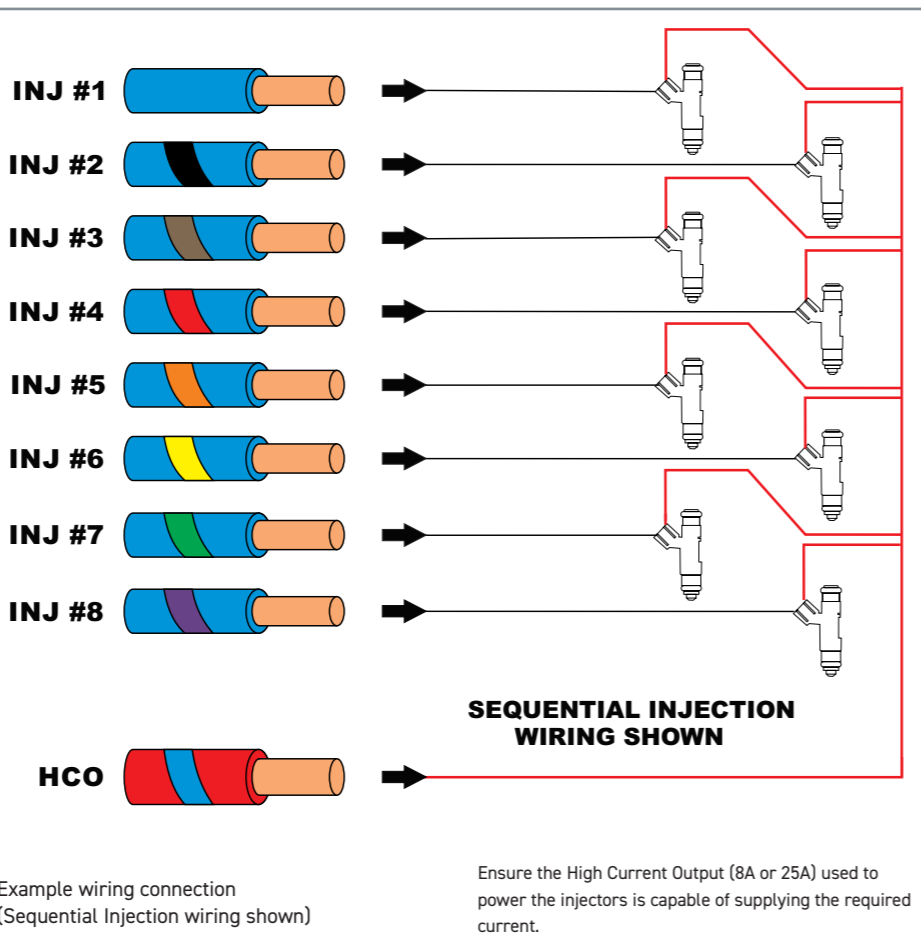 INJ #1
INJ #2
INJ #3
INJ #4
INJ #5
INJ #6
INJ #7
INJ #8
SEQUENTIAL INJECTION
WIRING SHOWN
HCO
Example wiring connection
(Sequential Injection wiring shown)
Ensure the High Current Output (8A or 25A) used to
power the injectors is capable of supplying the required
current.